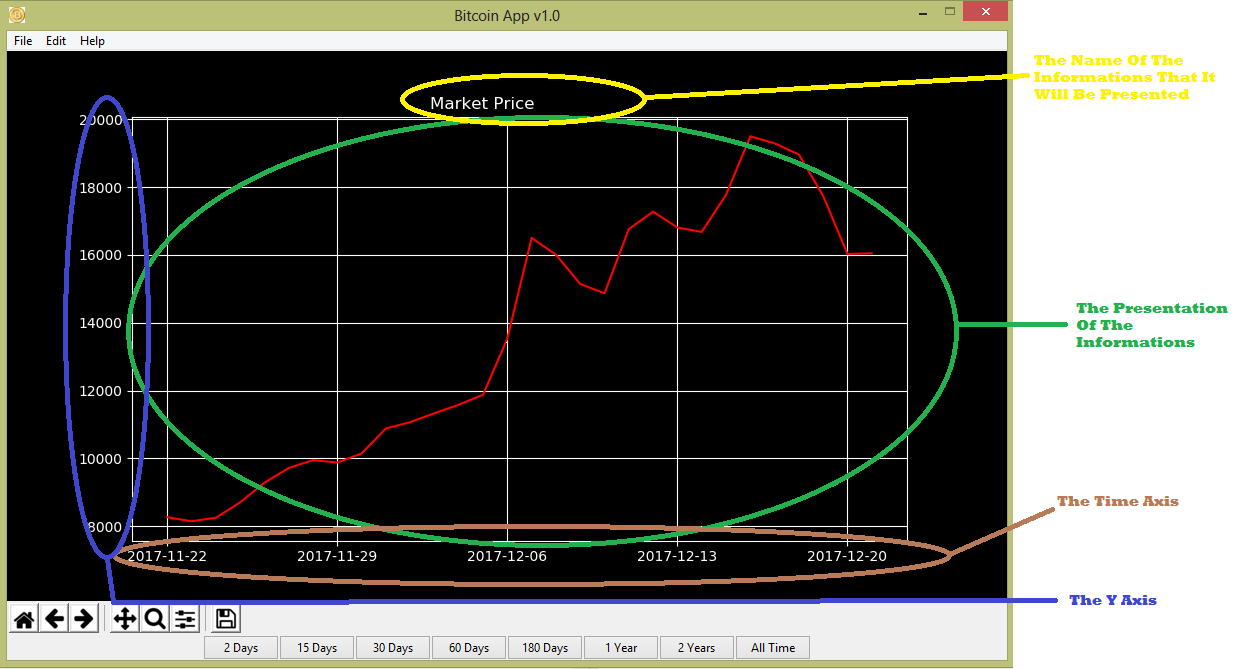 Bitcoin App v1.0
File Edit Help
The Name Of The
Informations That It
Will Be Presented
Market Price
20000
18000
16000
14000
12000
10000
8000
The Presentation
Of The
Informations
The Time Axis
2017-11-22 2017-11-29 2017-12-06 2017-12-13 2017-12-20
The Y Axis
2 Days 15 Days 30 Days 60 Days 180 Days 1 Year 2 Years All Time